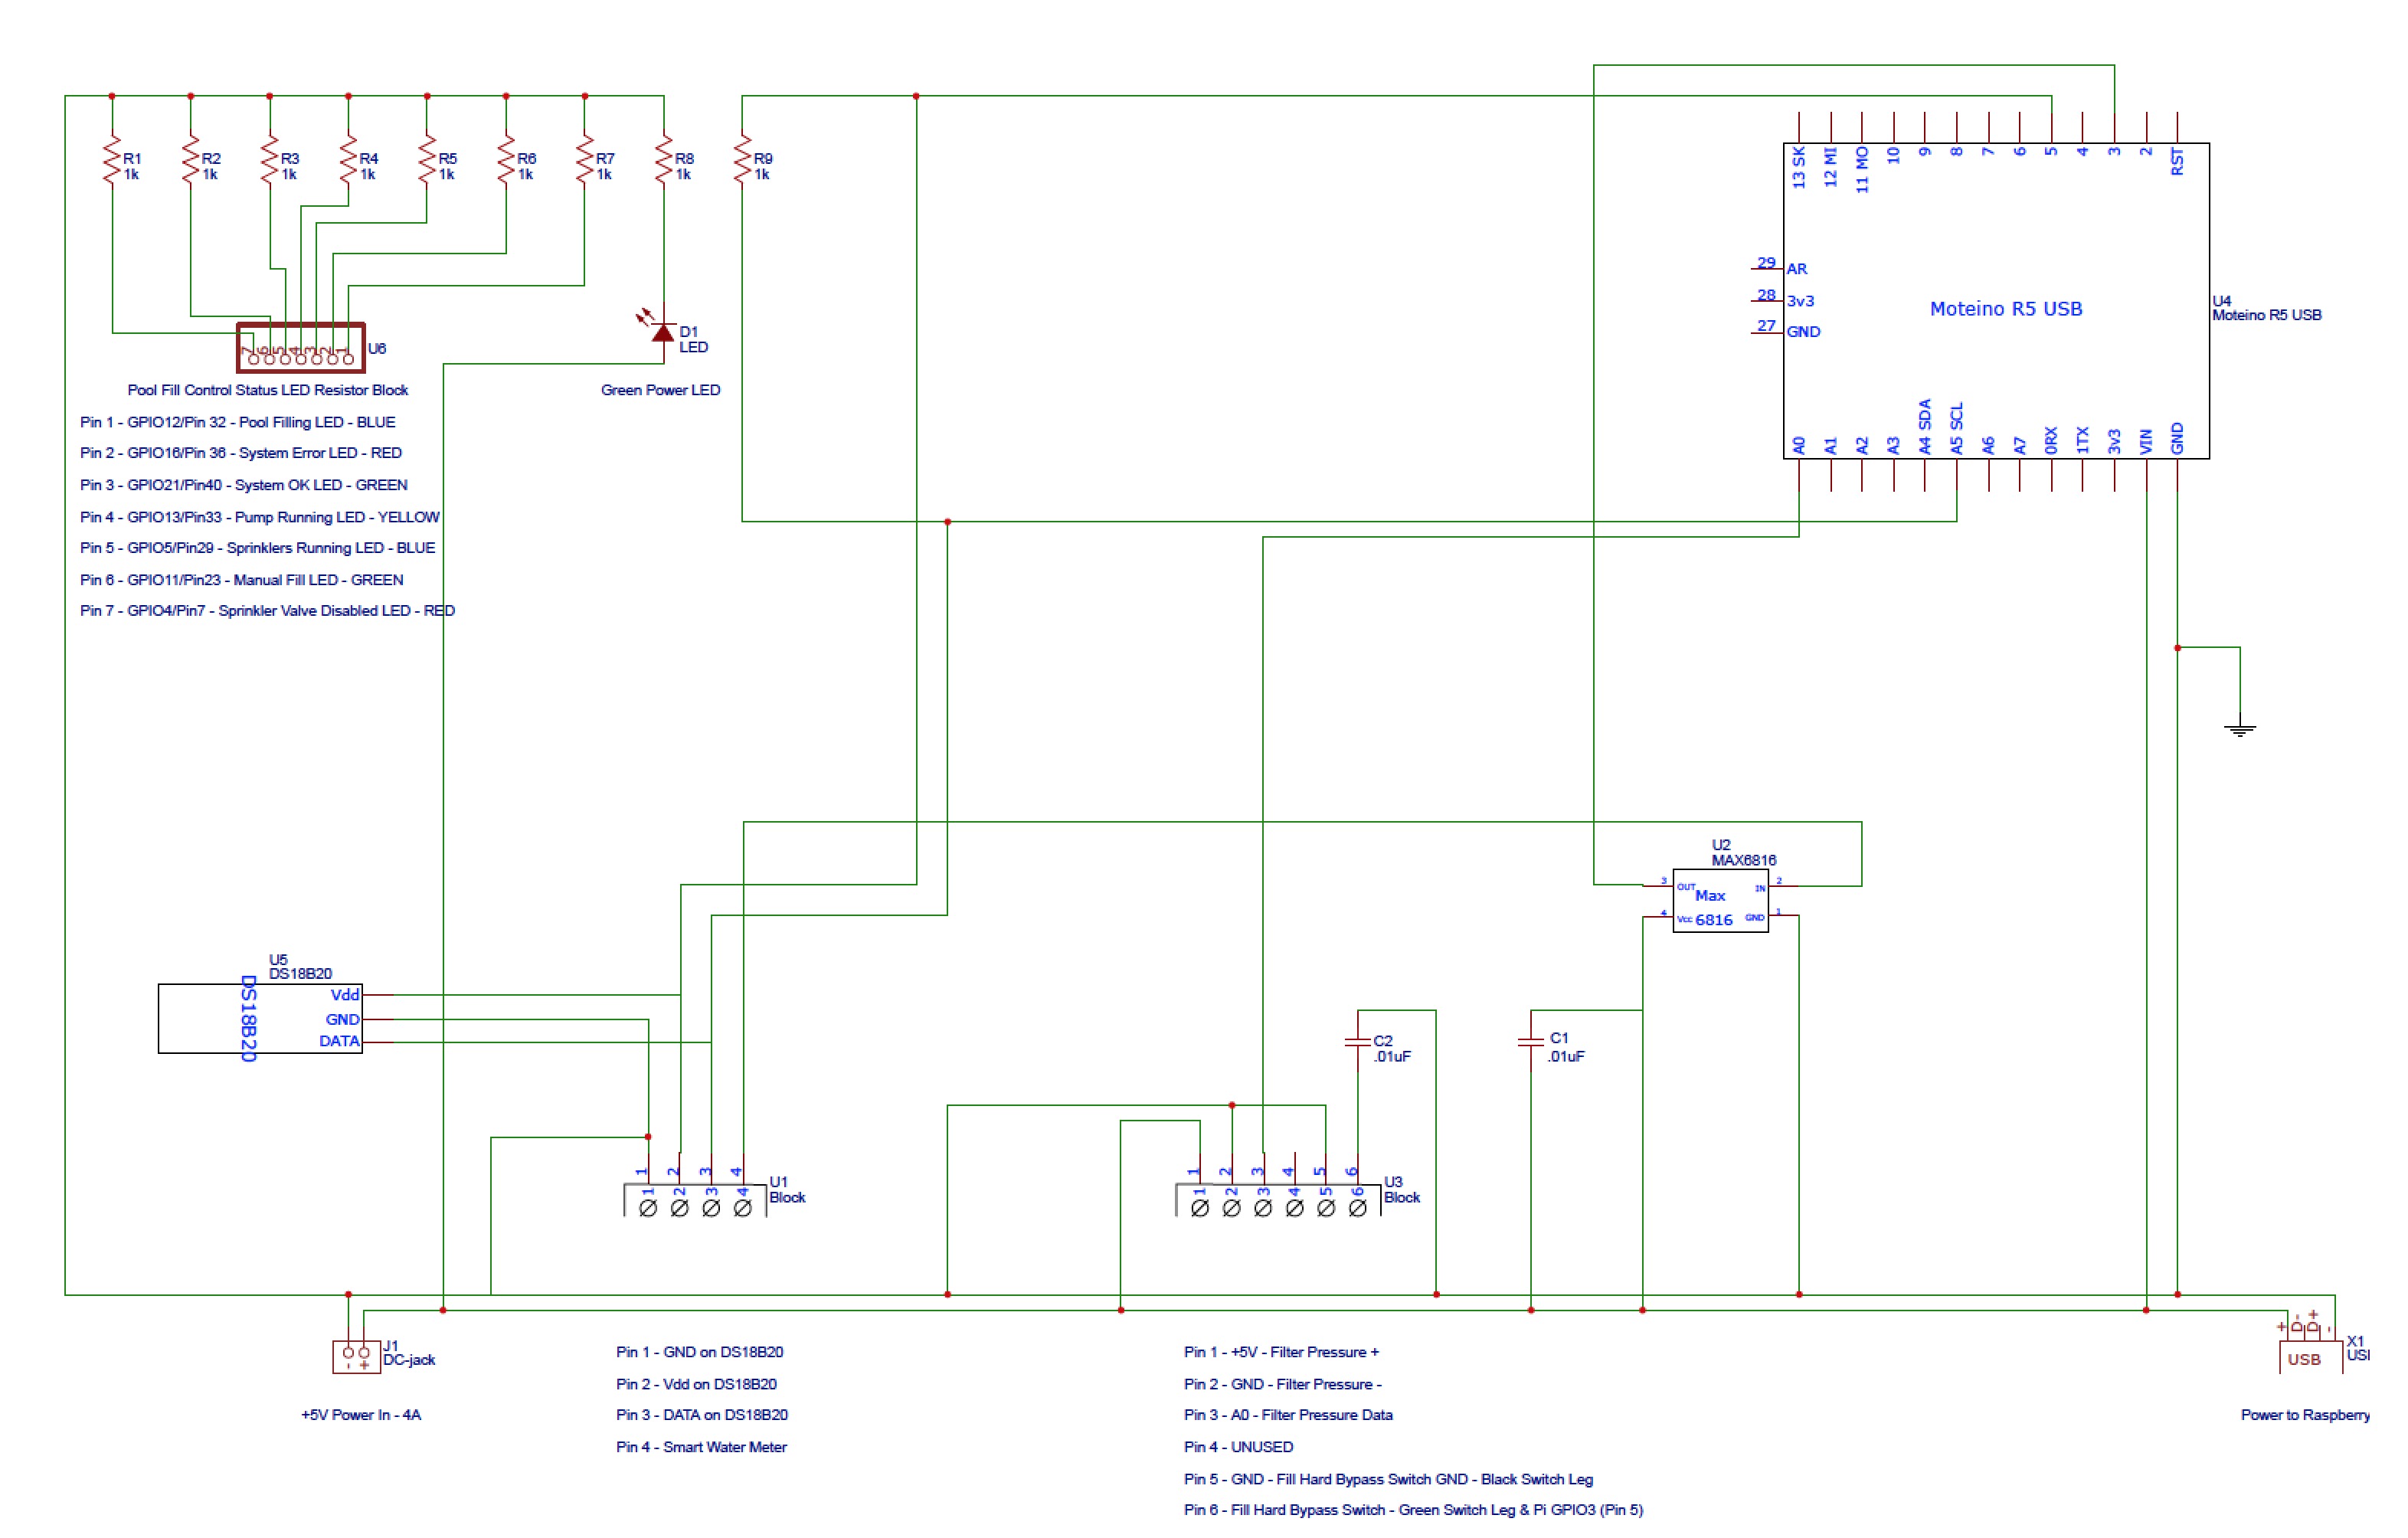 R1
1k
R2
1k
R3
1k
R4
1k
R5
1k
R6
1k
R7
1k
R8
1k
R9
1k
13 SK
12 MI
11 MO
10
9
8
7
6
5
4
3
2
RST
29 AR
28 3v3
27 GND
Moteino R5 USB
U4
Moteino R5 USB
A0
A1
A2
A3
A4 SDA
A5 SCL
A6
A7
0RX
1TX
3v3
VIN
GND
7 6 5 4 3 2 1
U6
D1
LED
Pool Fill Control Status LED Resistor Block
Green Power LED
Pin 1 - GPIO12/Pin 32 - Pool Filling LED - BLUE
Pin 2 - GPIO16/Pin 36 - System Error LED - RED
Pin 3 - GPIO21/Pin40 - System OK LED - GREEN
Pin 4 - GPIO13/Pin33 - Pump Running LED - YELLOW
Pin 5 - GPIO5/Pin29 - Sprinklers Running LED - BLUE
Pin 6 - GPIO11/Pin23 - Manual Fill LED - GREEN
Pin 7 - GPIO4/Pin7 - Sprinkler Valve Disabled LED - RED
U2
MAX6816
3 OUT
IN 2
Max
6816
4 Vcc
GND 1
U5
DS18B20
DS18B20
Vdd
GND
DATA
C2
.01uF
C1
.01uF
1 2 3 4
1 2 3 4
U1
Block
1 2 3 4 5 6
1 2 3 4 5 6
U3
Block
J1
DC-jack
- +
+5V Power In - 4A
Pin 1 - GND on DS18B20
Pin 2 - Vdd on DS18B20
Pin 3 - DATA on DS18B20
Pin 4 - Smart Water Meter
Pin 1 - +5V - Filter Pressure +
Pin 2 - GND - Filter Pressure -
Pin 3 - A0 - Filter Pressure Data
Pin 4 - UNUSED
Pin 5 - GND - Fill Hard Bypass Switch GND - Black Switch Leg
Pin 6 - Fill Hard Bypass Switch - Green Switch Leg & Pi GPIO3 (Pin 5)
+ D- D+ -
USB
X1
Power to Raspberry